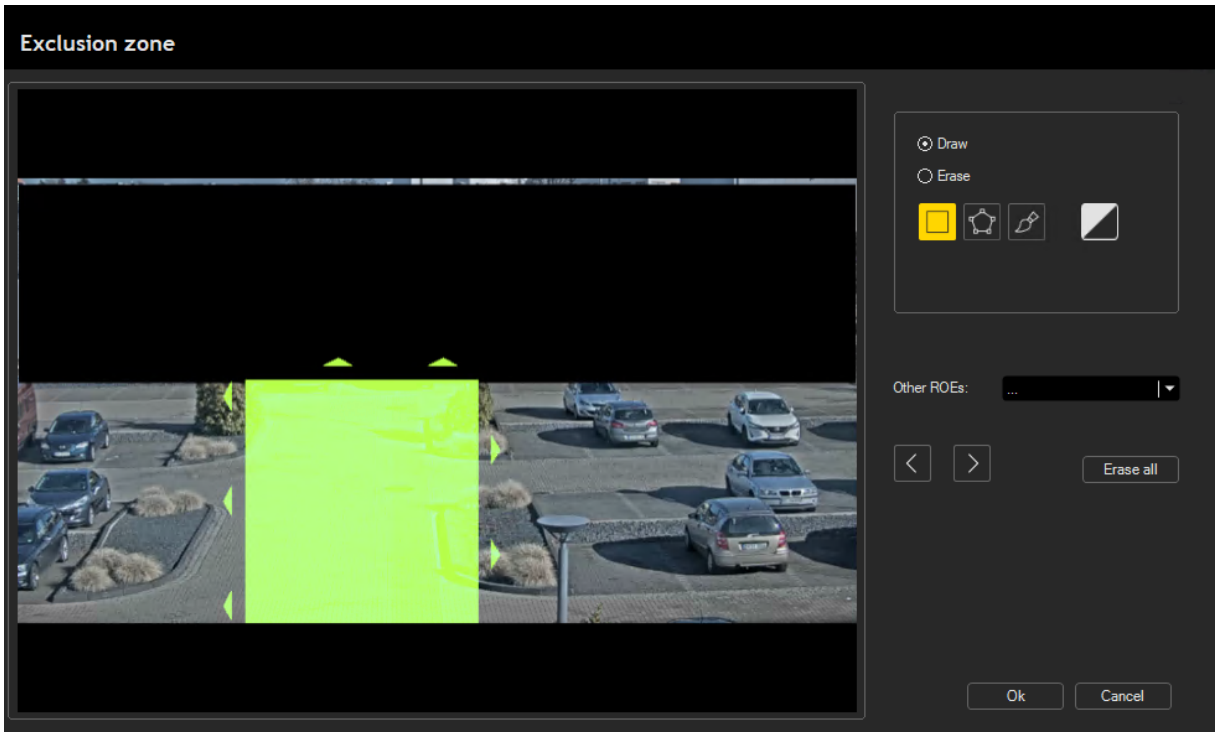 Exclusion zone
Draw
Erase
Other ROEs:
...
Erase all
Ok
Cancel